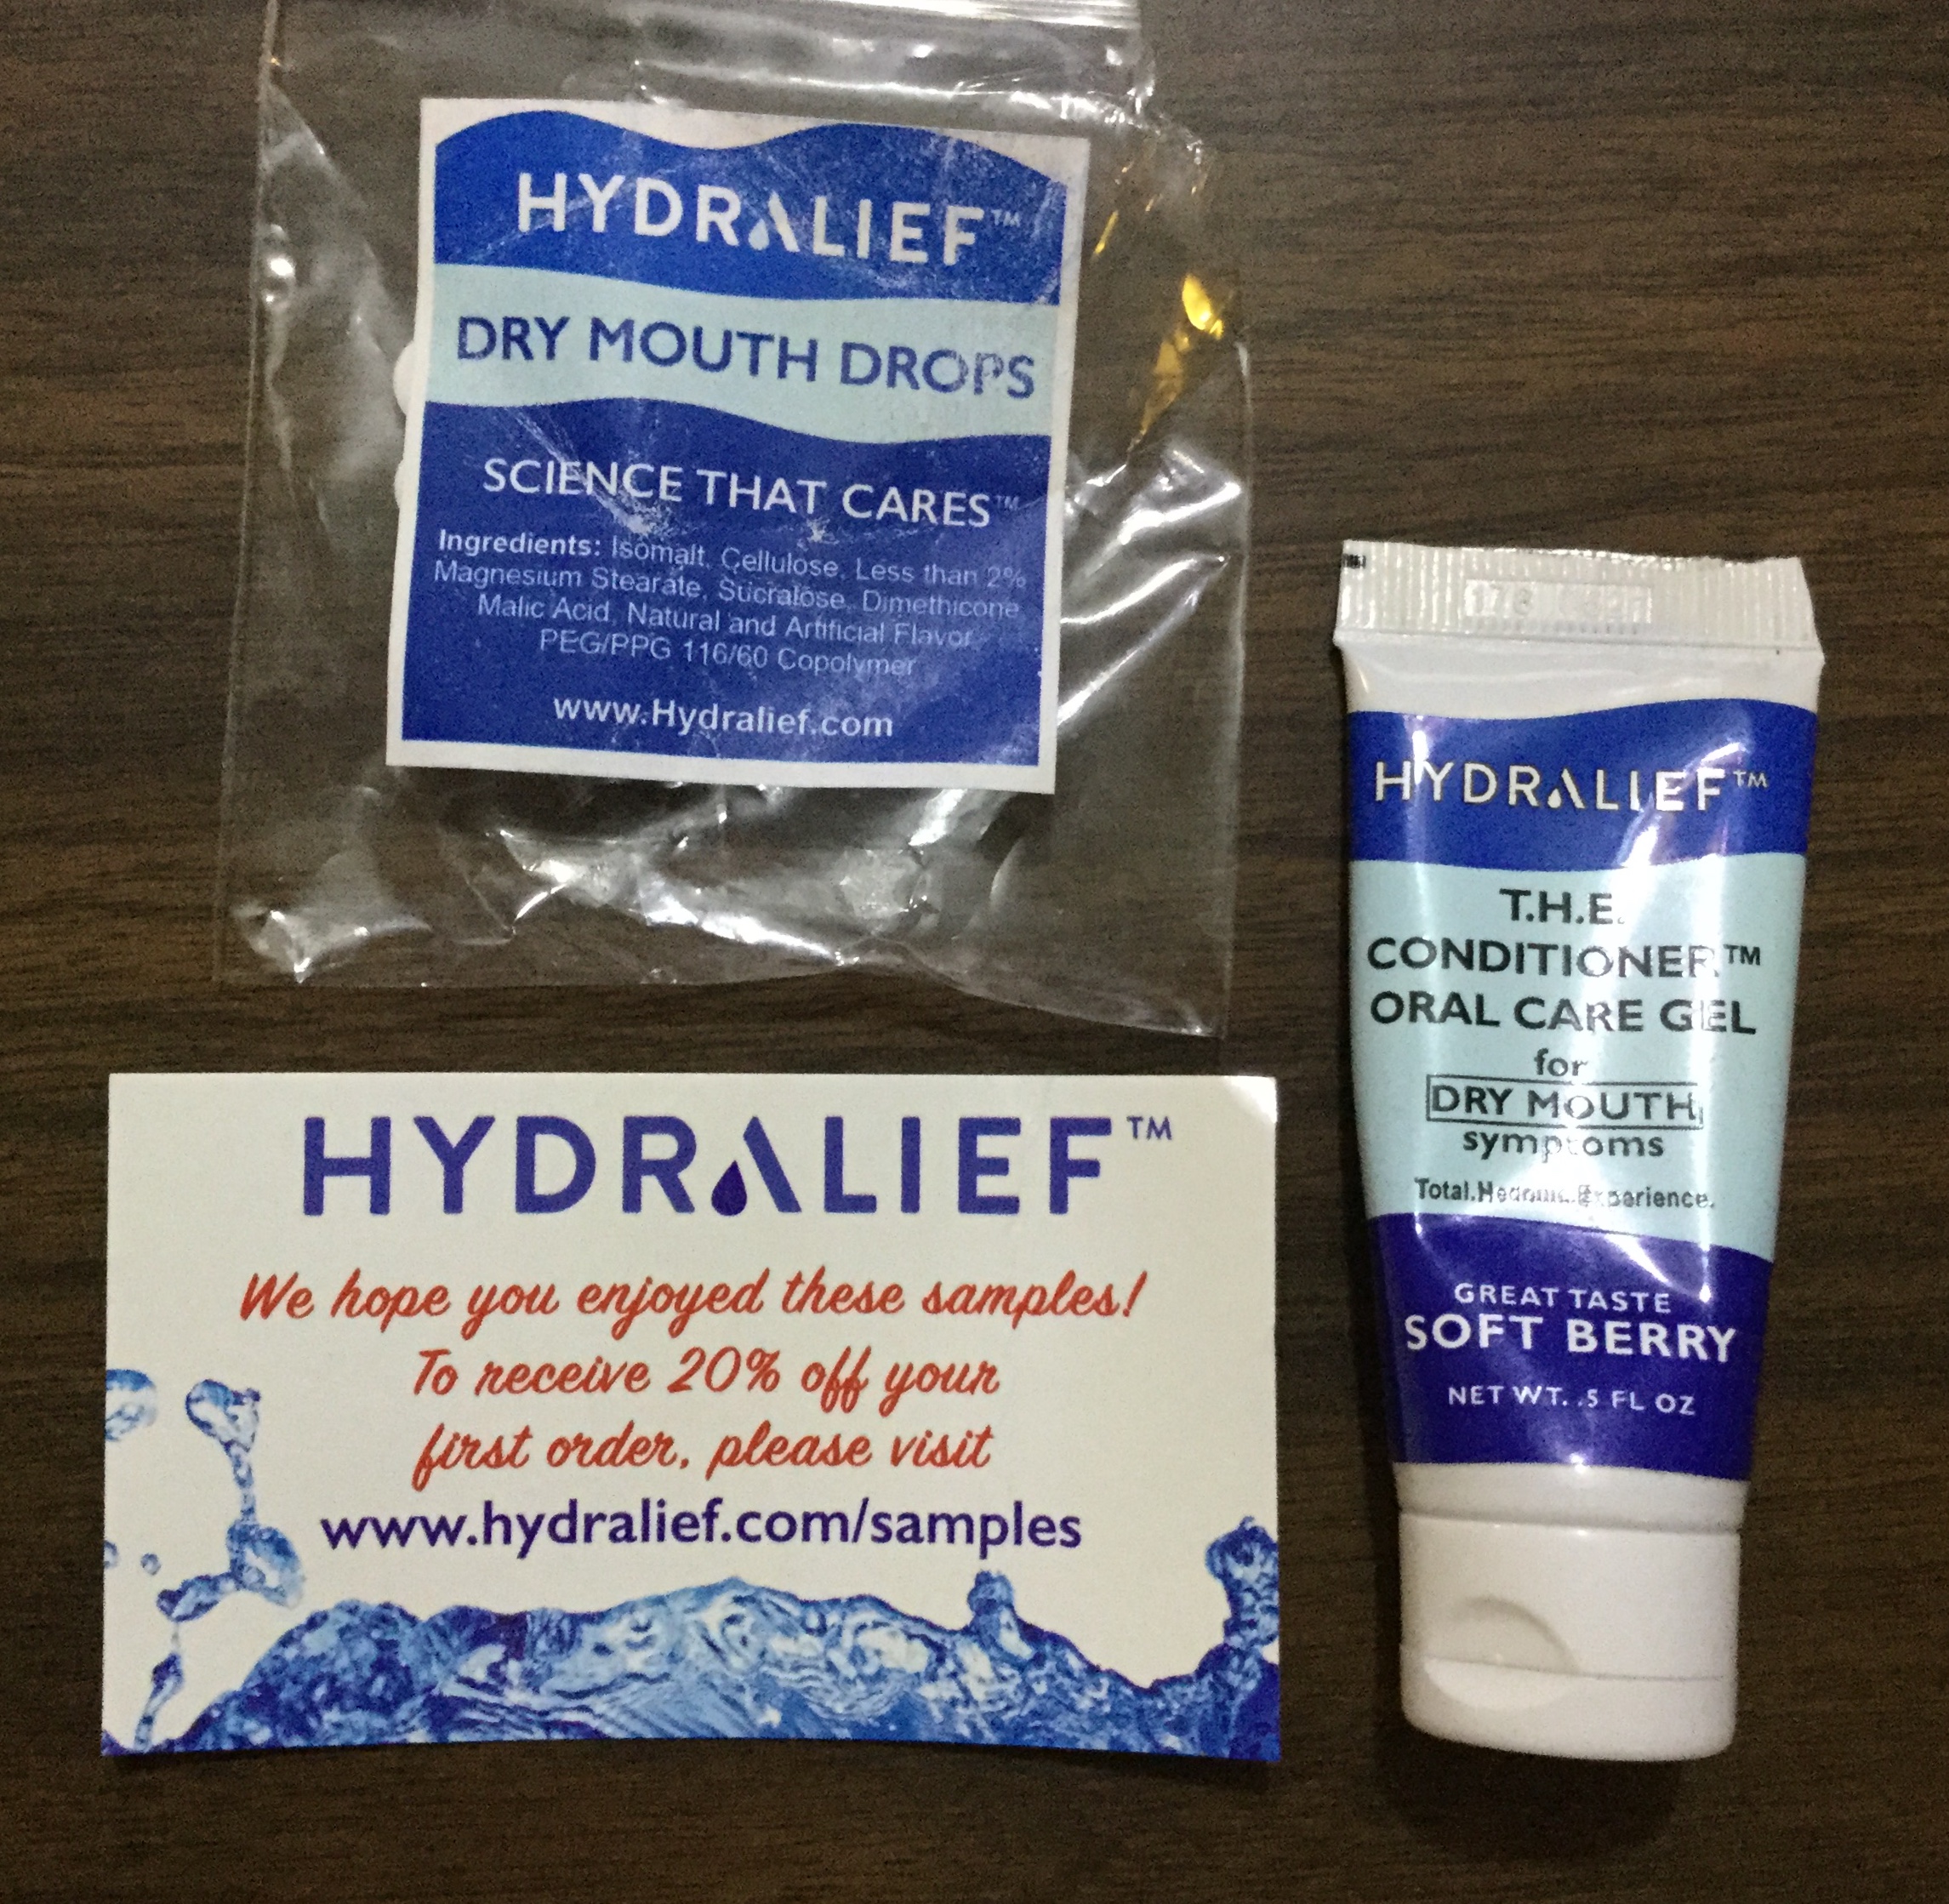 HYDRALIEF™
DRY MOUTH DROPS
SCIENCE THAT CARES™
Ingredients: Isomalt, Cellulose, Less than 2%
Magnesium Stearate, Sucralose, Dimethicone
Malic Acid, Natural and Artificial Flavor
PEG/PPG 116/60 Copolymer
www.Hydralief.com
HYDRALIEF™
T.H.E.
CONDITIONER™
ORAL CARE GEL
for
DRY MOUTH
symptoms
Total.Hedonic.Experience.
GREAT TASTE
SOFT BERRY
NET WT. .5 FL OZ
HYDRALIEF™
We hope you enjoyed these samples!
To receive 20% off your
first order, please visit
www.hydralief.com/samples